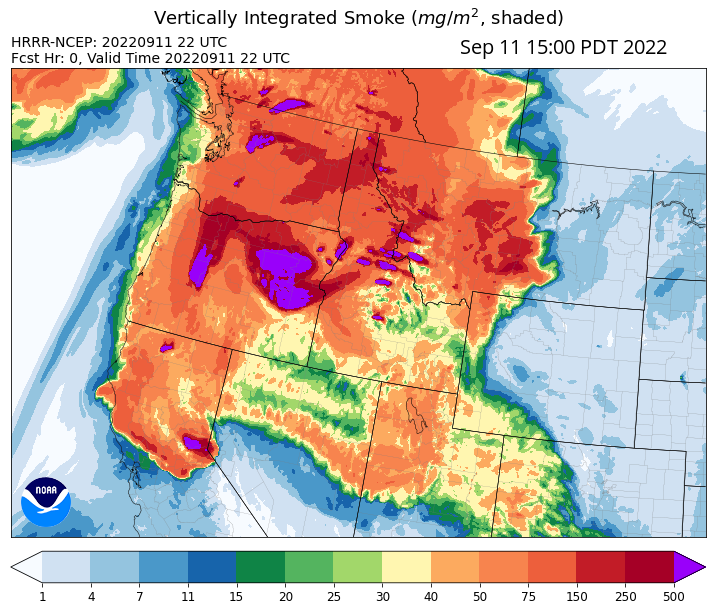 Vertically Integrated Smoke (mg/m², shaded)
HRRR-NCEP: 20220911 22 UTC
Sep 11 15:00 PDT 2022
Fcst Hr: 0, Valid Time 20220911 22 UTC
NOAA
1 4 7 11 15 20 25 30 40 50 75 150 250 500